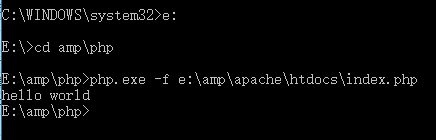 C:\WINDOWS\system32>e:
E:\>cd amp\php
E:\amp\php>php.exe -f e:\amp\apache\htdocs\index.php
hello world
E:\amp\php>